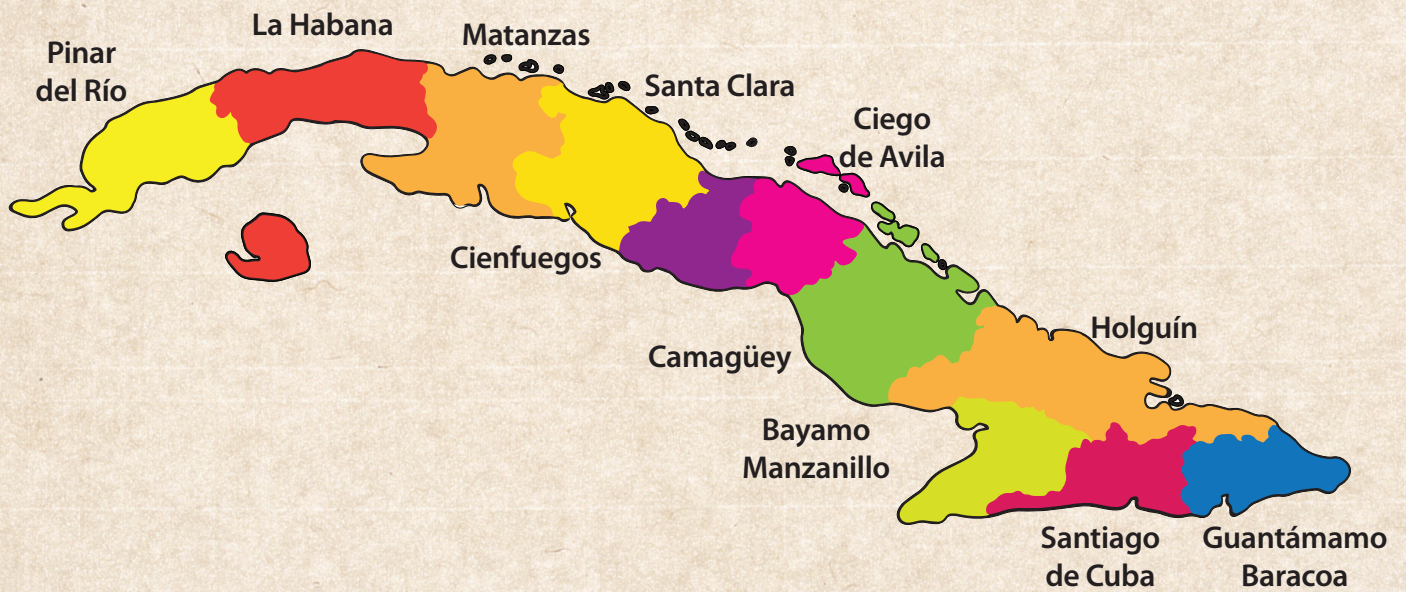 Pinar
del Río
La Habana
Matanzas
Santa Clara
Ciego
de Avila
Cienfuegos
Camagüey
Holguín
Bayamo
Manzanillo
Santiago
de Cuba
Guantámamo
Baracoa